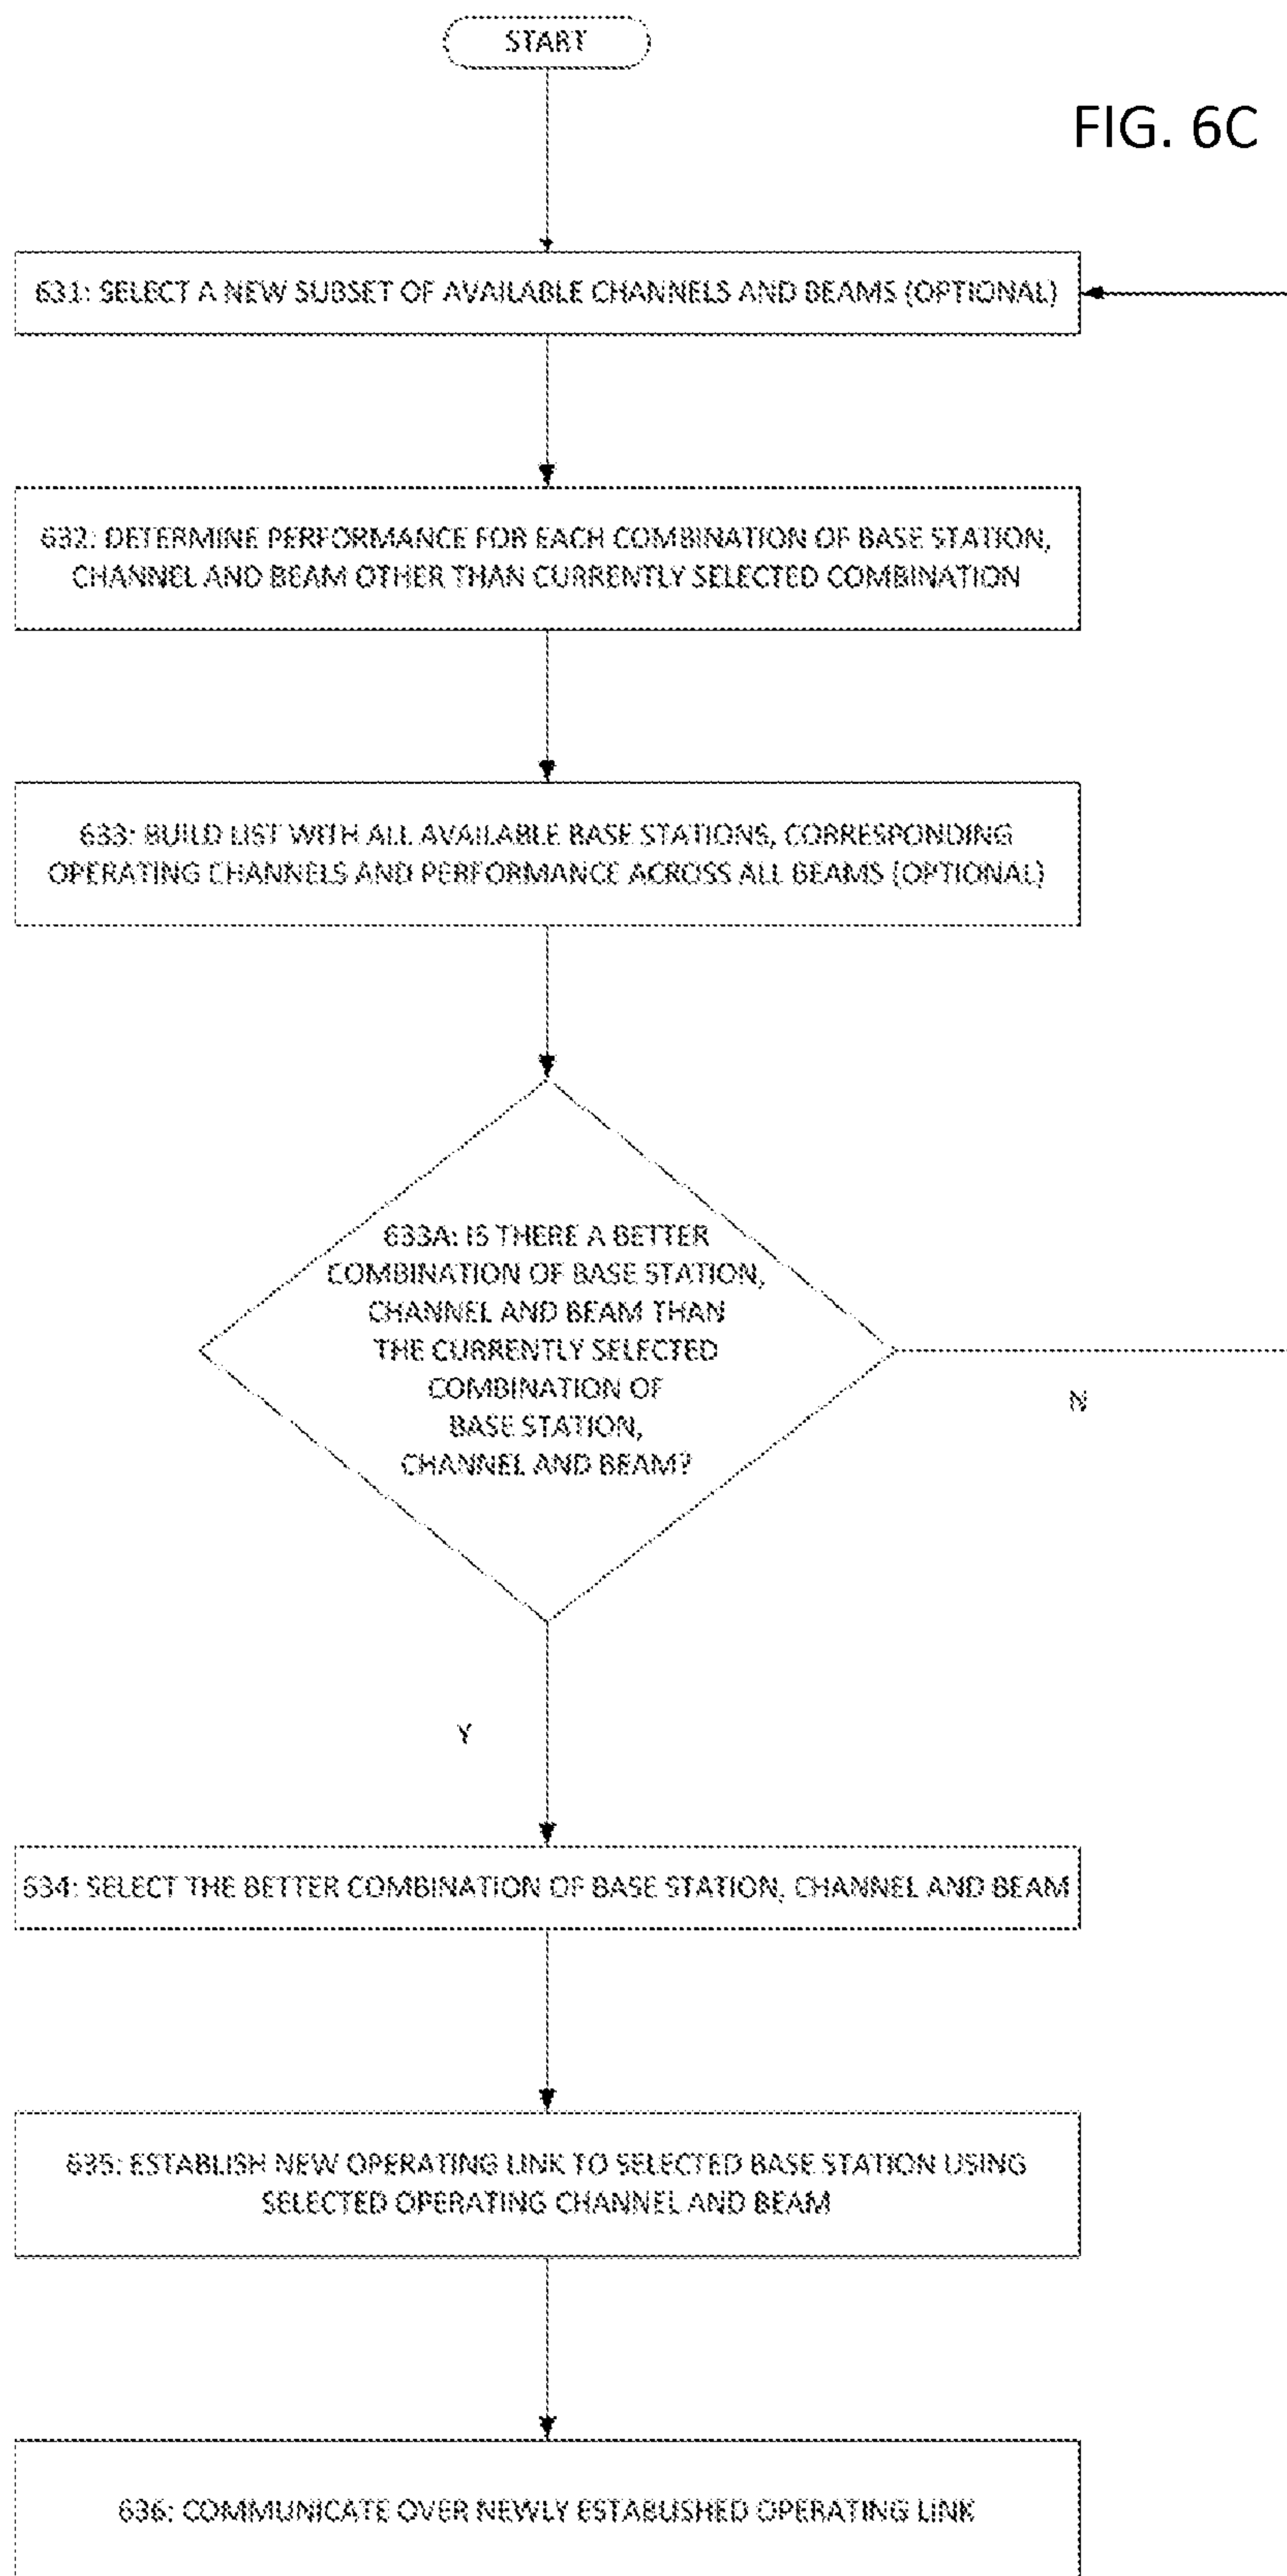 START
FIG. 6C
631: SELECT A NEW SUBSET OF AVAILABLE CHANNELS AND BEAMS (OPTIONAL)
632: DETERMINE PERFORMANCE FOR EACH COMBINATION OF BASE STATION,
CHANNEL AND BEAM OTHER THAN CURRENTLY SELECTED COMBINATION
633: BUILD LIST WITH ALL AVAILABLE BASE STATIONS, CORRESPONDING
OPERATING CHANNELS AND PERFORMANCE ACROSS ALL BEAMS (OPTIONAL)
633A: IS THERE A BETTER
COMBINATION OF BASE STATION,
CHANNEL AND BEAM THAN
THE CURRENTLY SELECTED
COMBINATION OF
BASE STATION,
CHANNEL AND BEAM?
N
Y
634: SELECT THE BETTER COMBINATION OF BASE STATION, CHANNEL AND BEAM
635: ESTABLISH NEW OPERATING LINK TO SELECTED BASE STATION USING
SELECTED OPERATING CHANNEL AND BEAM
636: COMMUNICATE OVER NEWLY ESTABLISHED OPERATING LINK